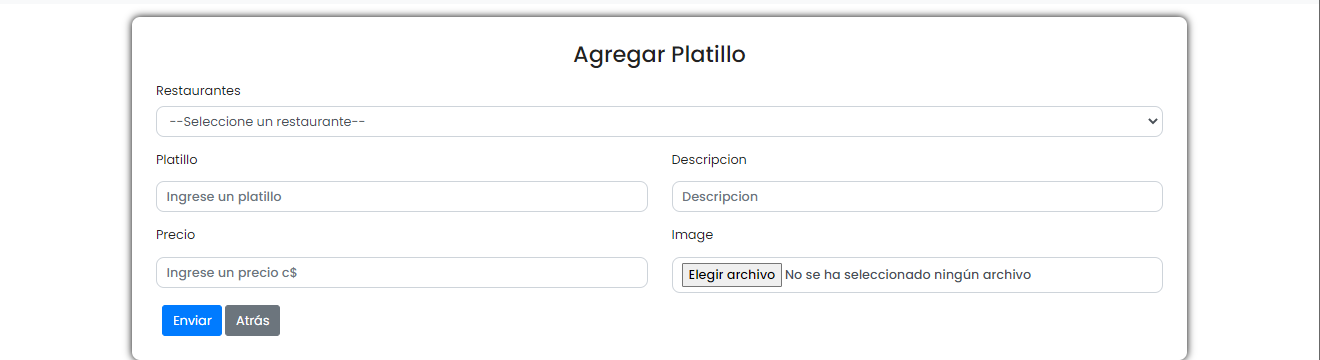 Agregar Platillo
Restaurantes
--Seleccione un restaurante--
Platillo Descripcion
Ingrese un platillo Descripcion
Precio Image
Ingrese un precio c$ Elegir archivo No se ha seleccionado ningún archivo
Enviar Atrás